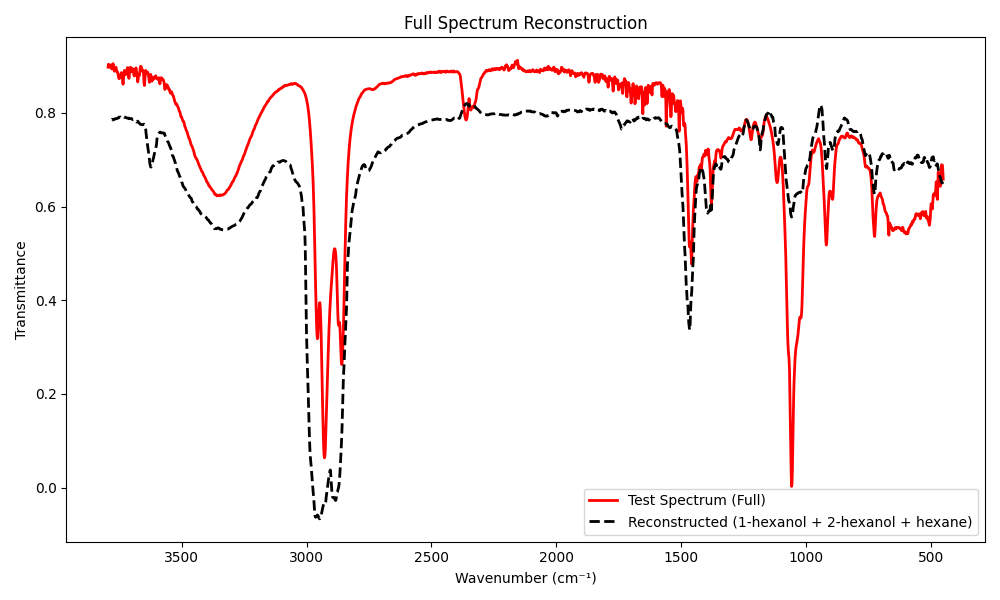 Full Spectrum Reconstruction
Transmittance
0.8
0.6
0.4
0.2
0.0
3500
3000
2500
2000
1500
1000
500
Wavenumber (cm⁻¹)
Test Spectrum (Full)
Reconstructed (1-hexanol + 2-hexanol + hexane)